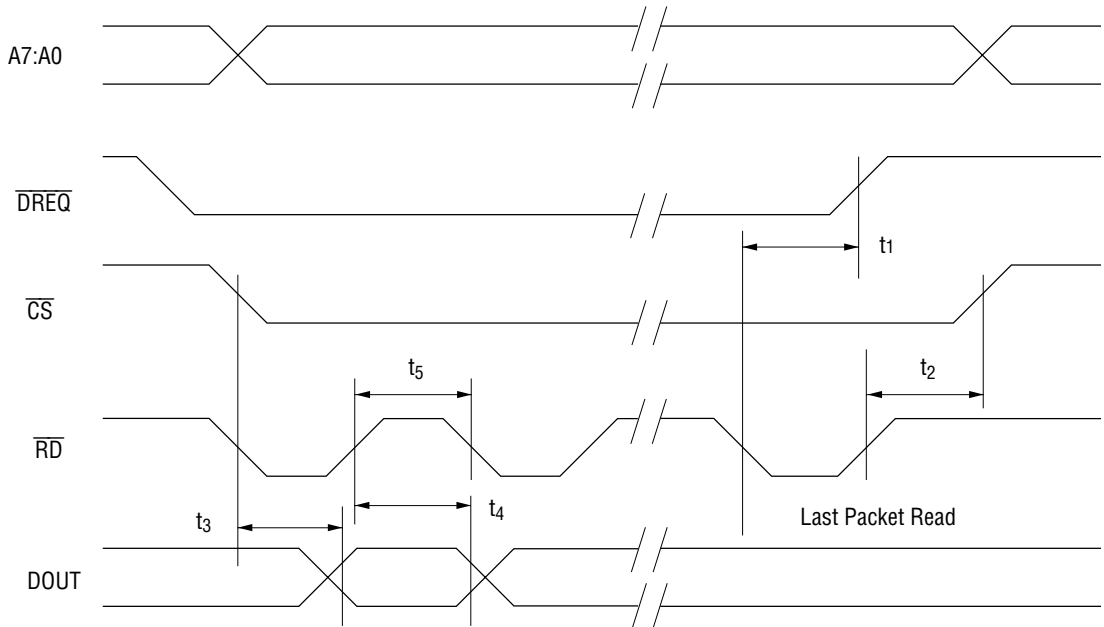 A7:A0
DREQ
t1
CS
t2
t5
RD
t4
t3
Last Packet Read
DOUT